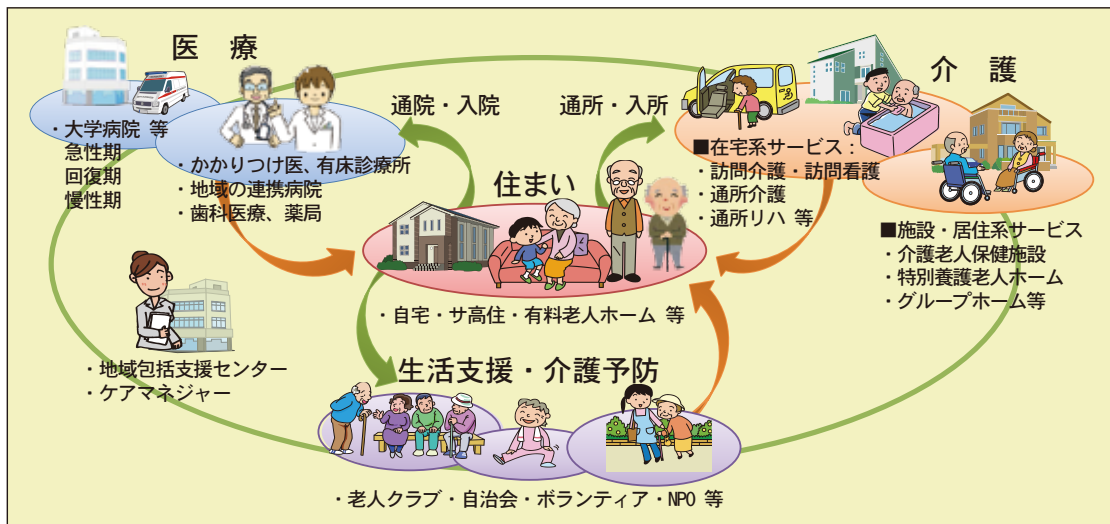 医 療
・大学病院 等
急性期
回復期
慢性期
・かかりつけ医、有床診療所
・地域の連携病院
・歯科医療、薬局
通院・入院
通所・入所
介 護
■在宅系サービス：
・訪問介護・訪問看護
・通所介護
・通所リハ 等
■施設・居住系サービス
・介護老人保健施設
・特別養護老人ホーム
・グループホーム等
住まい
・自宅・サ高住・有料老人ホーム 等
・地域包括支援センター
・ケアマネジャー
生活支援・介護予防
・老人クラブ・自治会・ボランティア・NPO 等